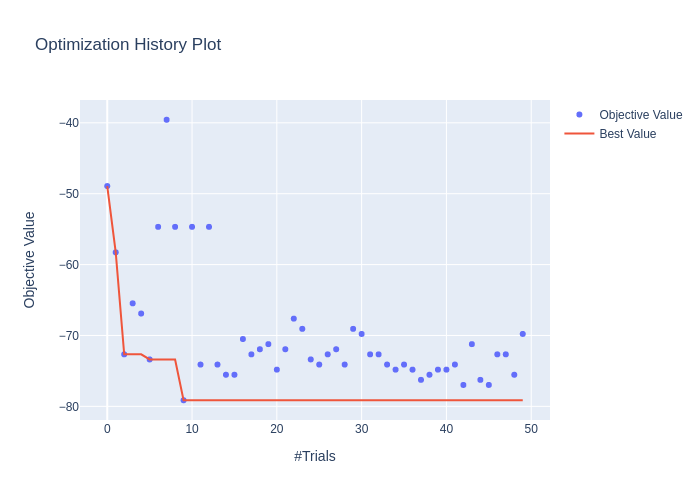 Optimization History Plot
Objective Value
Best Value
−40
−50
−60
−70
−80
Objective Value
0
10
20
30
40
50
#Trials